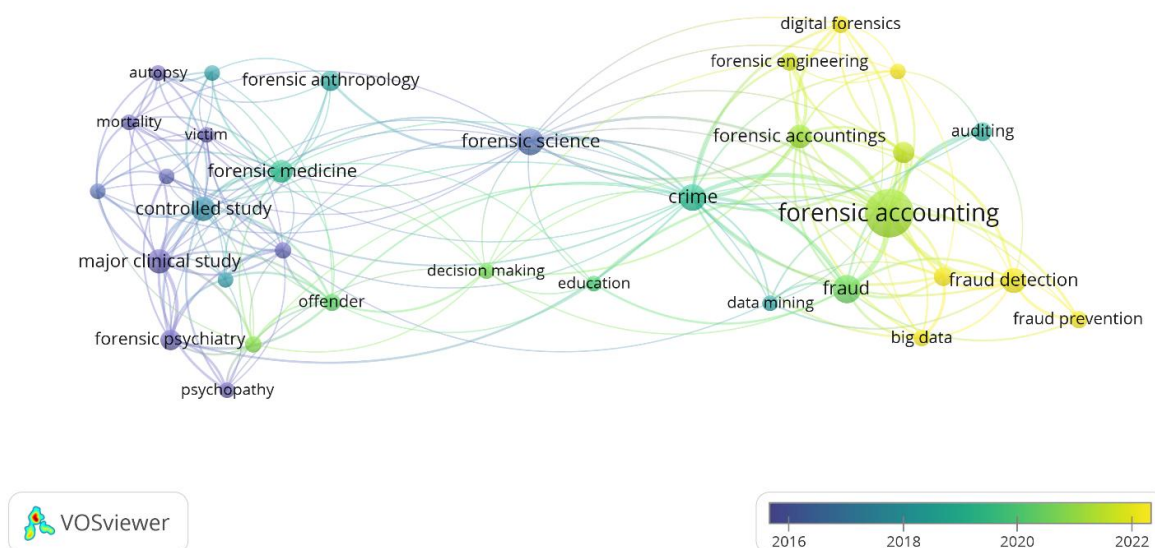 digital forensics
forensic engineering
autopsy
forensic anthropology
mortality
victim
forensic science
forensic accountings
auditing
forensic medicine
crime
controlled study
forensic accounting
major clinical study
decision making
education
fraud
fraud detection
offender
data mining
fraud prevention
forensic psychiatry
big data
psychopathy
VOSviewer
2016 2018 2020 2022